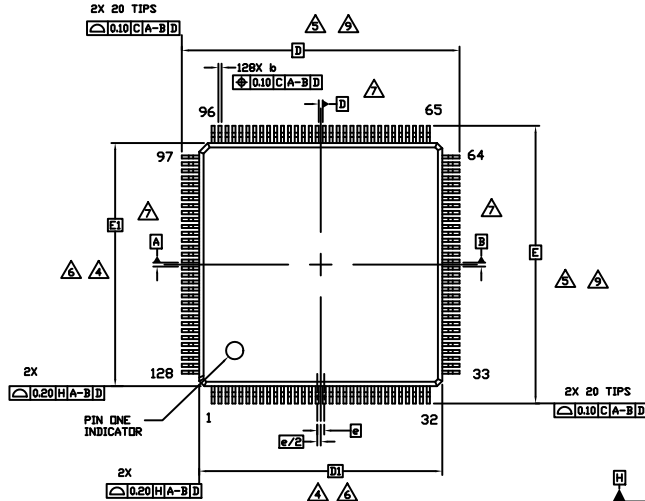 2X 20 TIPS
⌓ 0.10 C A-B D
5 9
D
128X b
⌖ 0.10 C A-B D
7
D
96
65
97
64
E1
7
7
A
B
E
6 4
5 9
2X
128
33
⌓ 0.20 H A-B D
PIN ONE
INDICATOR
1
32
2X 20 TIPS
⌓ 0.10 C A-B D
e/2
e
2X
D1
H
⌓ 0.20 H A-B D
4 6